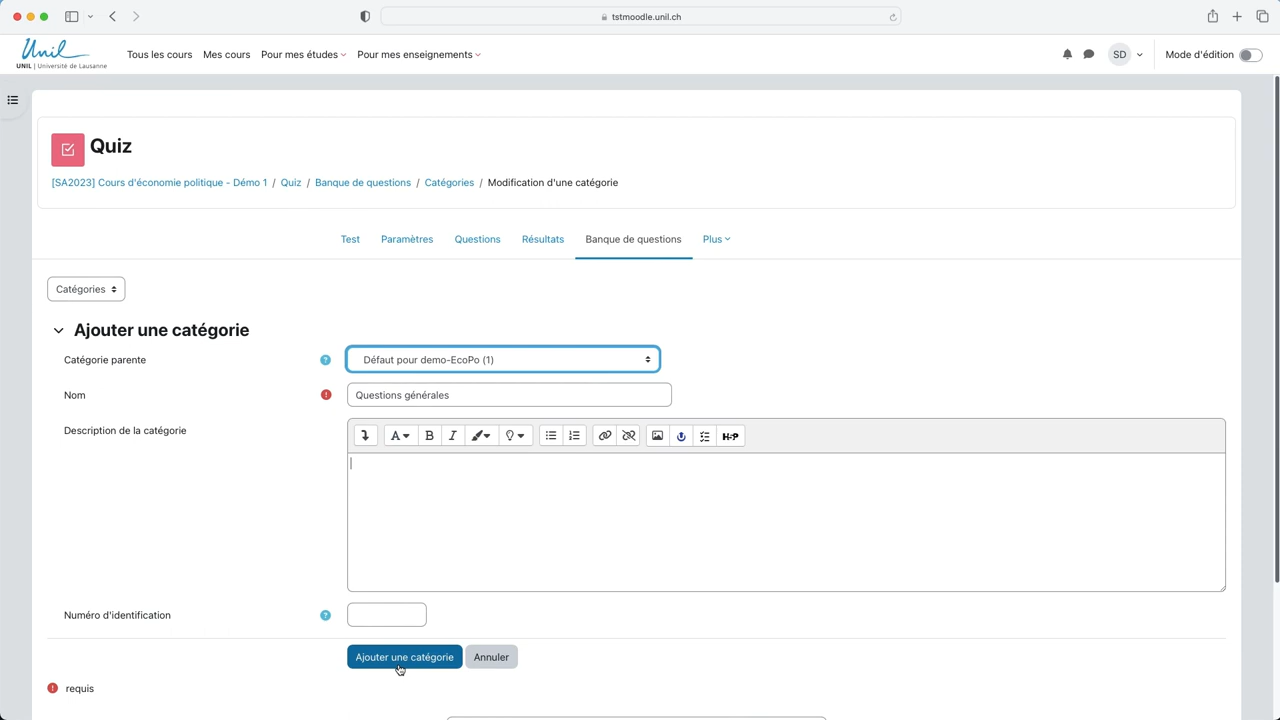 tstmoodle.unil.ch
Unil
UNIL | Université de Lausanne
Tous les cours Mes cours Pour mes études Pour mes enseignements
SD Mode d'édition
Quiz
[SA2023] Cours d'économie politique - Démo 1 / Quiz / Banque de questions / Catégories / Modification d'une catégorie
Test Paramètres Questions Résultats Banque de questions Plus
Catégories
Ajouter une catégorie
Catégorie parente ? Défaut pour demo-EcoPo (1)
Nom ! Questions générales
Description de la catégorie
A B I H-P
Numéro d'identification ?
Ajouter une catégorie Annuler
! requis